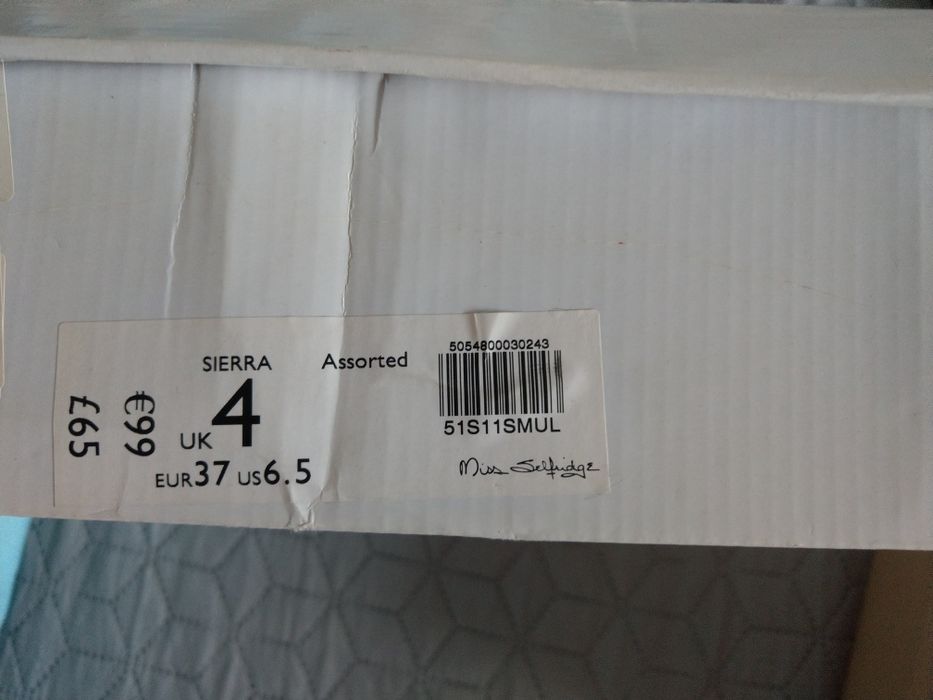 SIERRA Assorted
£65
€99
UK 4
EUR 37 US 6.5
5054800030243
51S11SMUL
Miss Selfridge